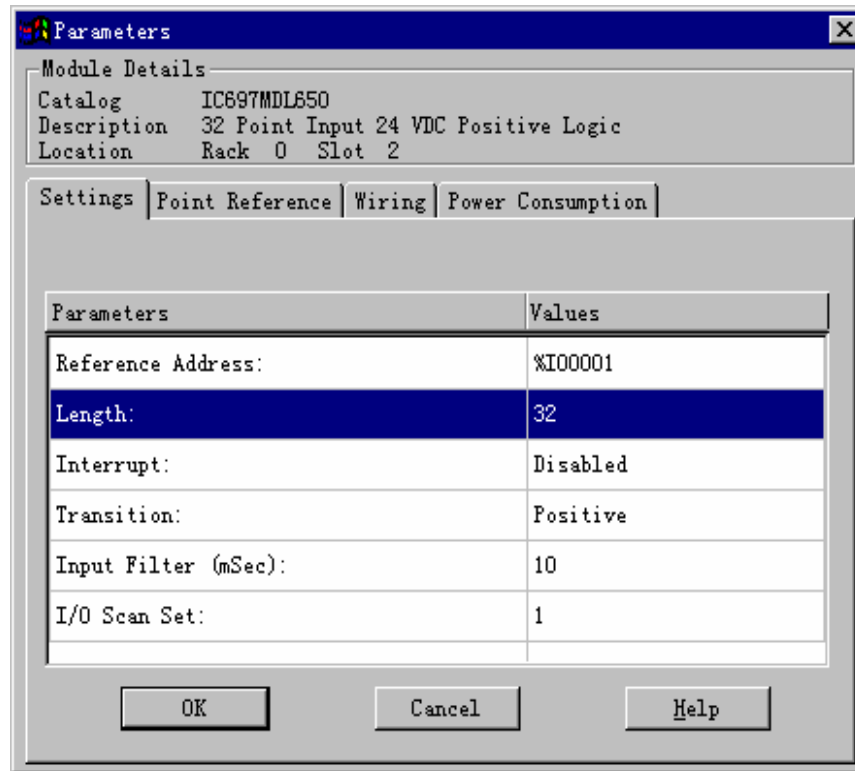 Parameters
Module Details
Catalog IC697MDL650
Description 32 Point Input 24 VDC Positive Logic
Location Rack 0 Slot 2
Settings Point Reference Wiring Power Consumption
Parameters Values
Reference Address: %I00001
Length: 32
Interrupt: Disabled
Transition: Positive
Input Filter (mSec): 10
I/O Scan Set: 1
OK Cancel Help